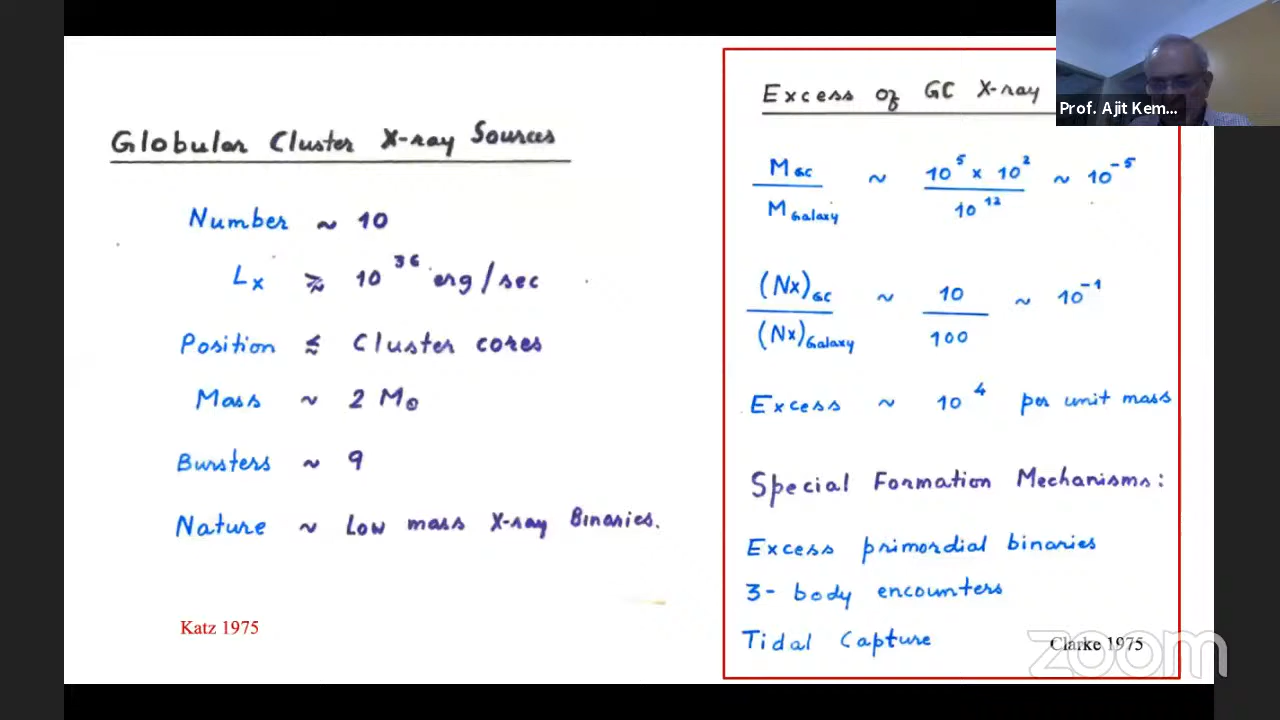 Globular Cluster X-ray Sources
Number ~ 10
Lx ≳ 10^36 erg/sec
Position ≲ Cluster cores
Mass ~ 2 M⊙
Bursters ~ 9
Nature ~ Low mass X-ray Binaries.
Katz 1975
Excess of GC X-ray
M_GC / M_Galaxy ~ 10^5 x 10^2 / 10^12 ~ 10^-5
(Nx)_GC / (Nx)_Galaxy ~ 10 / 100 ~ 10^-1
Excess ~ 10^4 per unit mass
Special Formation Mechanisms:
Excess primordial binaries
3-body encounters
Tidal Capture
Clarke 1975
Prof. Ajit Kem...
zoom